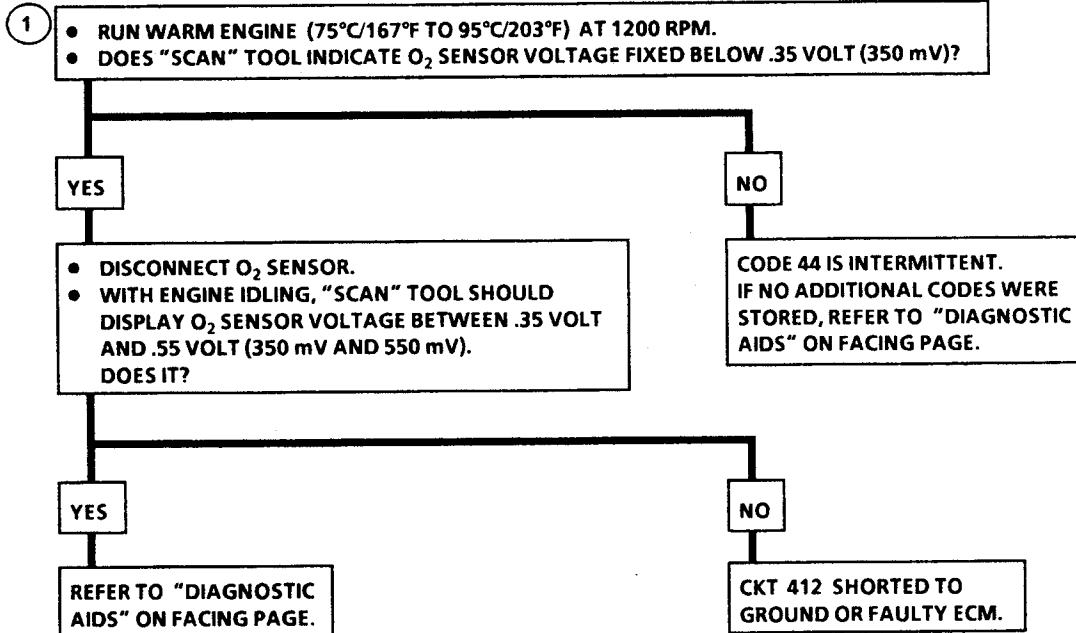 1
• RUN WARM ENGINE (75°C/167°F TO 95°C/203°F) AT 1200 RPM.
• DOES "SCAN" TOOL INDICATE O₂ SENSOR VOLTAGE FIXED BELOW .35 VOLT (350 mV)?
YES
NO
• DISCONNECT O₂ SENSOR.
• WITH ENGINE IDLING, "SCAN" TOOL SHOULD
DISPLAY O₂ SENSOR VOLTAGE BETWEEN .35 VOLT
AND .55 VOLT (350 mV AND 550 mV).
DOES IT?
CODE 44 IS INTERMITTENT.
IF NO ADDITIONAL CODES WERE
STORED, REFER TO "DIAGNOSTIC
AIDS" ON FACING PAGE.
YES
NO
REFER TO "DIAGNOSTIC
AIDS" ON FACING PAGE.
CKT 412 SHORTED TO
GROUND OR FAULTY ECM.